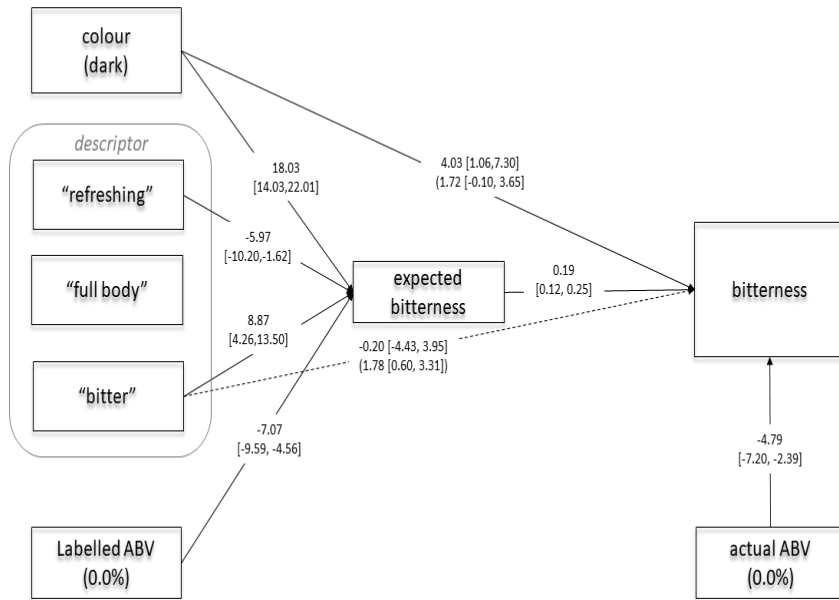 colour
(dark)
descriptor
“refreshing”
“full body”
“bitter”
Labelled ABV
(0.0%)
18.03
[14.03,22.01]
-5.97
[-10.20,-1.62]
8.87
[4.26,13.50]
-7.07
[-9.59, -4.56]
expected
bitterness
4.03 [1.06,7.30]
(1.72 [-0.10, 3.65]
0.19
[0.12, 0.25]
-0.20 [-4.43, 3.95]
(1.78 [0.60, 3.31])
bitterness
-4.79
[-7.20, -2.39]
actual ABV
(0.0%)